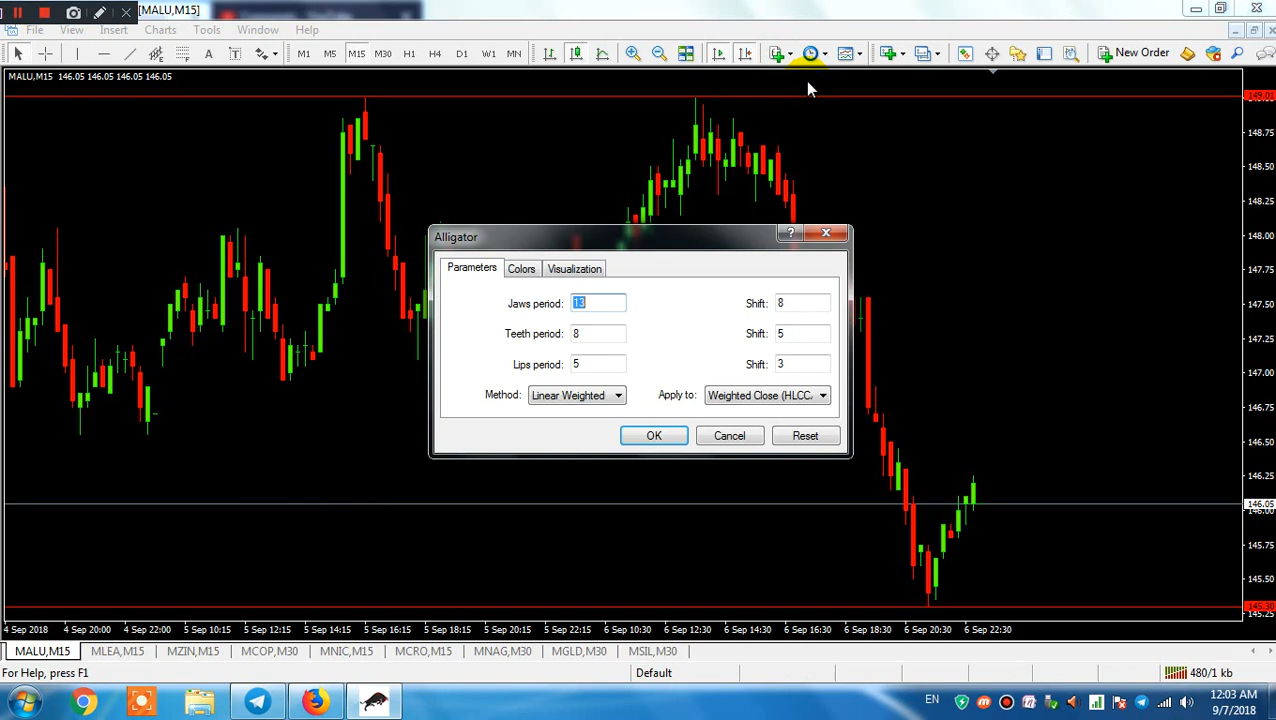 [MALU,M15]
File View Insert Charts Tools Window Help
A T M1 M5 M15 M30 H1 H4 D1 W1 MN New Order
MALU,M15 146.05 146.05 146.05 146.05
149.01
148.75
148.50
148.25
148.00
147.75
147.50
147.25
147.00
146.75
146.50
146.25
146.05
146.00
145.75
145.50
145.30
145.25
Alligator ?
Parameters Colors Visualization
Jaws period: 13 Shift: 8
Teeth period: 8 Shift: 5
Lips period: 5 Shift: 3
Method: Linear Weighted Apply to: Weighted Close (HLCC,
OK Cancel Reset
4 Sep 2018 4 Sep 20:00 4 Sep 22:00 5 Sep 10:15 5 Sep 12:15 5 Sep 14:15 5 Sep 16:15 5 Sep 18:15 5 Sep 20:15 5 Sep 22:15 6 Sep 10:30 6 Sep 12:30 6 Sep 14:30 6 Sep 16:30 6 Sep 18:30 6 Sep 20:30 6 Sep 22:30
MALU,M15 MLEA,M15 MZIN,M15 MCOP,M30 MNIC,M15 MCRO,M15 MNAG,M30 MGLD,M30 MSIL,M30
For Help, press F1 Default 480/1 kb
EN 12:03 AM
9/7/2018